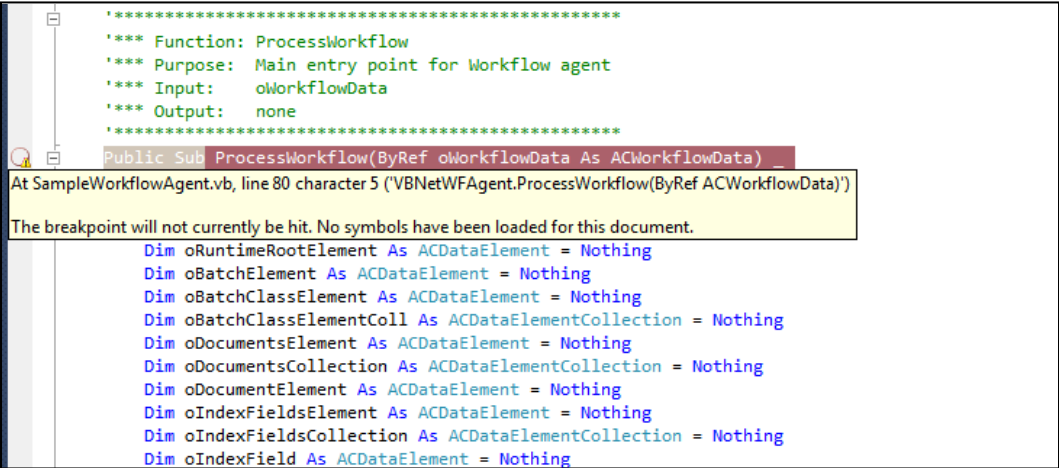 '**************************************************
'*** Function: ProcessWorkflow
'*** Purpose:  Main entry point for Workflow agent
'*** Input:    oWorkflowData
'*** Output:   none
'**************************************************
Public Sub ProcessWorkflow(ByRef oWorkflowData As ACWorkflowData) _
At SampleWorkflowAgent.vb, line 80 character 5 ('VBNetWFAgent.ProcessWorkflow(ByRef ACWorkflowData)')
The breakpoint will not currently be hit. No symbols have been loaded for this document.
Dim oRuntimeRootElement As ACDataElement = Nothing
Dim oBatchElement As ACDataElement = Nothing
Dim oBatchClassElement As ACDataElement = Nothing
Dim oBatchClassElementColl As ACDataElementCollection = Nothing
Dim oDocumentsElement As ACDataElement = Nothing
Dim oDocumentsCollection As ACDataElementCollection = Nothing
Dim oDocumentElement As ACDataElement = Nothing
Dim oIndexFieldsElement As ACDataElement = Nothing
Dim oIndexFieldsCollection As ACDataElementCollection = Nothing
Dim oIndexField As ACDataElement = Nothing